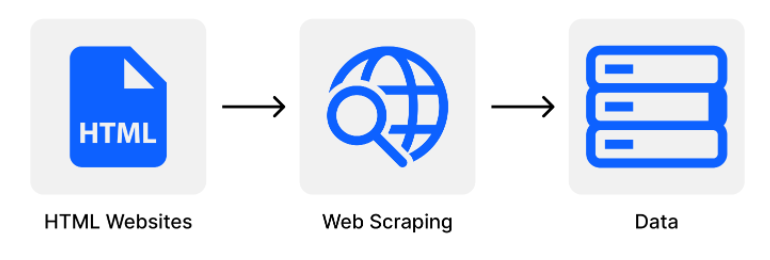 HTML
HTML Websites
Web Scraping
Data